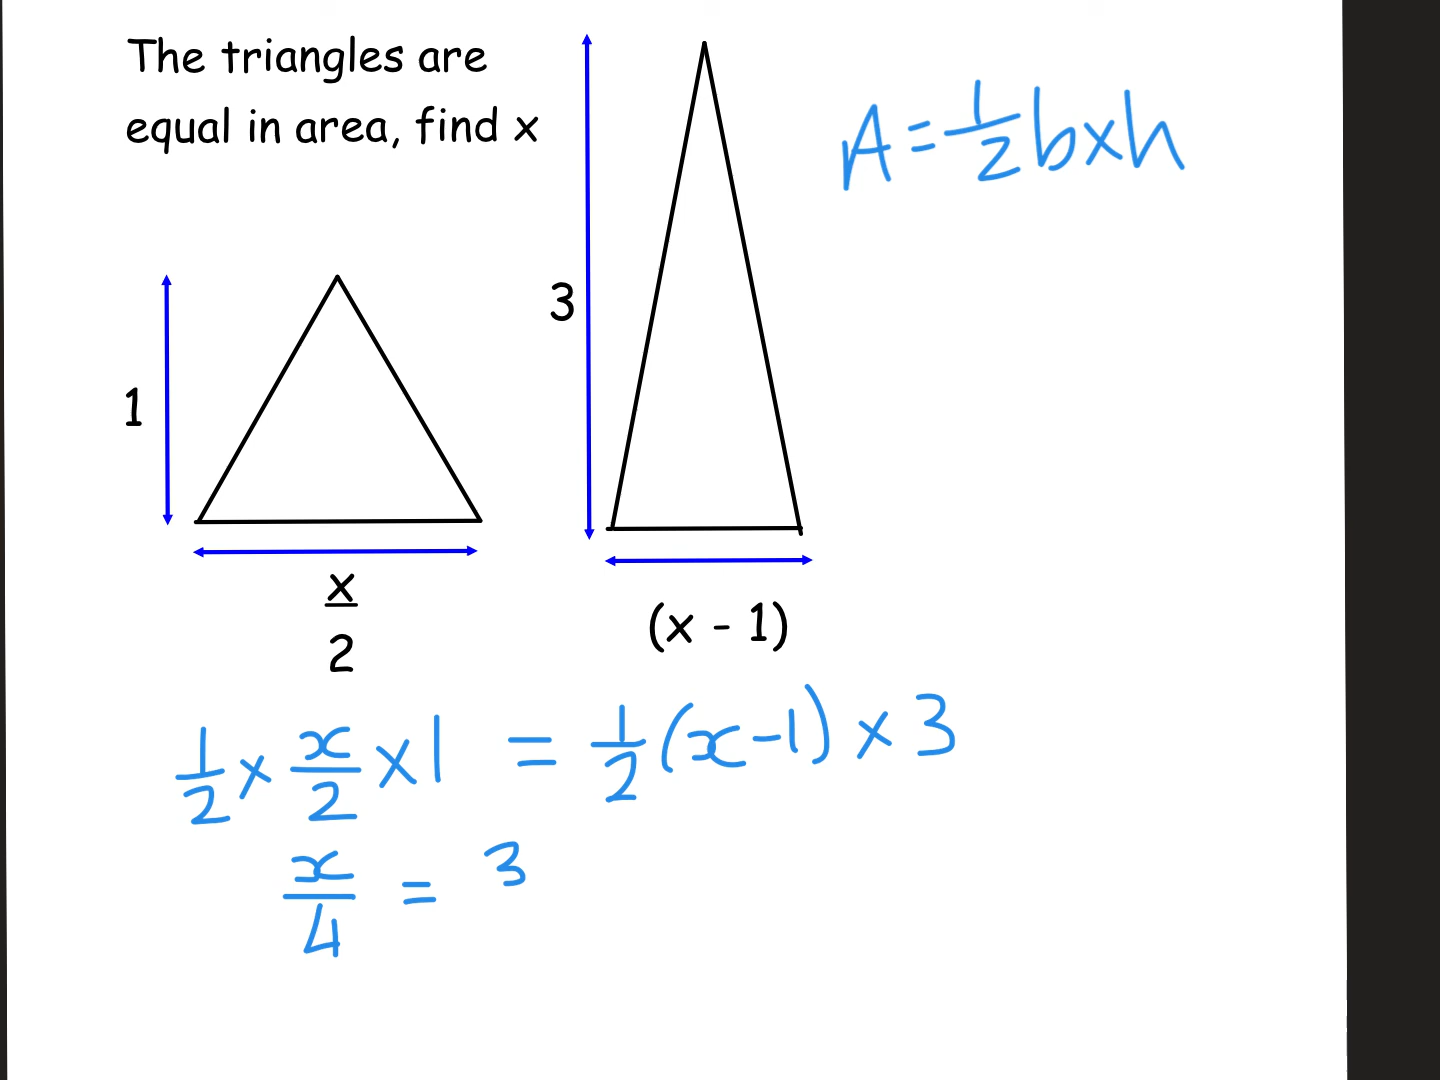 The triangles are
equal in area, find x
A = 1/2 b x h
3
1
x/2
(x - 1)
1/2 x x/2 x 1 = 1/2 (x-1) x 3
x/4 = 3